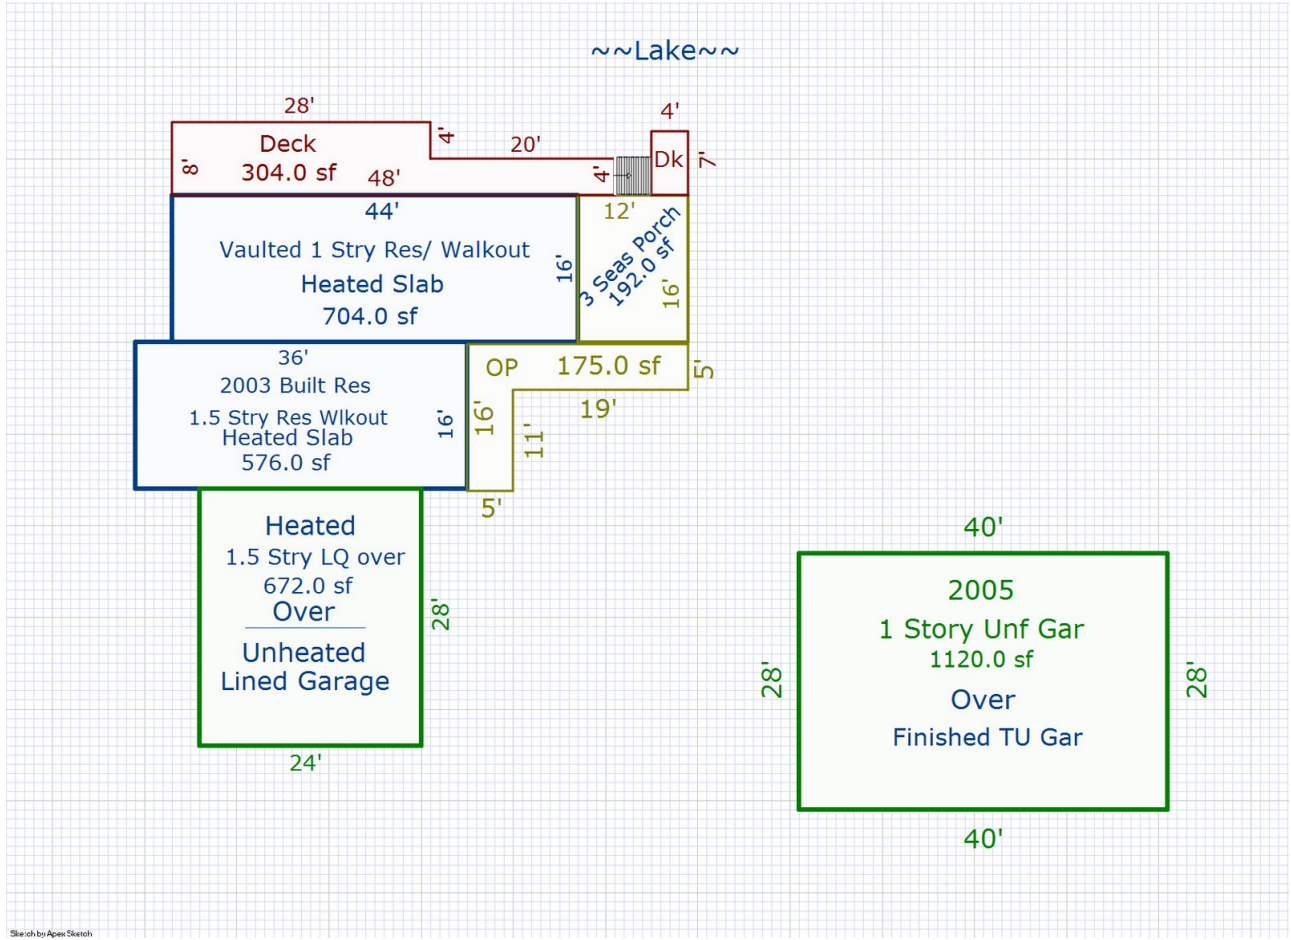 ~~Lake~~
28'
4'
Deck
304.0 sf
8'
4'
20'
4'
Dk
7'
48'
44'
12'
Vaulted 1 Stry Res/ Walkout
Heated Slab
704.0 sf
16'
3 Seas Porch
192.0 sf
16'
36'
2003 Built Res
1.5 Stry Res Wlkout
Heated Slab
576.0 sf
16'
OP
175.0 sf
5'
16'
19'
11'
5'
Heated
1.5 Stry LQ over
672.0 sf
Over
Unheated
Lined Garage
28'
24'
40'
2005
1 Story Unf Gar
1120.0 sf
Over
Finished TU Gar
28'
28'
40'
Sketch by Apex Sketch